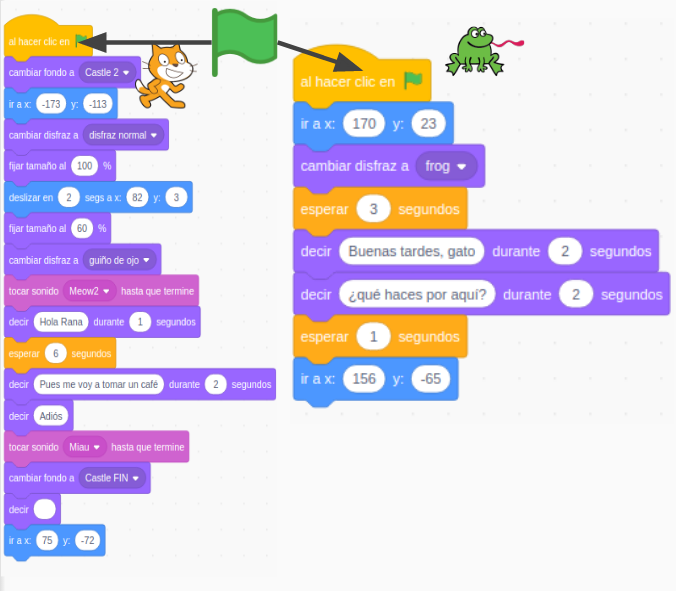 al hacer clic en
cambiar fondo a Castle 2
ir a x: -173 y: -113
cambiar disfraz a disfraz normal
fijar tamaño al 100 %
deslizar en 2 segs a x: 82 y: 3
fijar tamaño al 60 %
cambiar disfraz a guiño de ojo
tocar sonido Meow2 hasta que termine
decir Hola Rana durante 1 segundos
esperar 6 segundos
decir Pues me voy a tomar un café durante 2 segundos
decir Adiós
tocar sonido Miau hasta que termine
cambiar fondo a Castle FIN
decir
ir a x: 75 y: -72
al hacer clic en
ir a x: 170 y: 23
cambiar disfraz a frog
esperar 3 segundos
decir Buenas tardes, gato durante 2 segundos
decir ¿qué haces por aquí? durante 2 segundos
esperar 1 segundos
ir a x: 156 y: -65